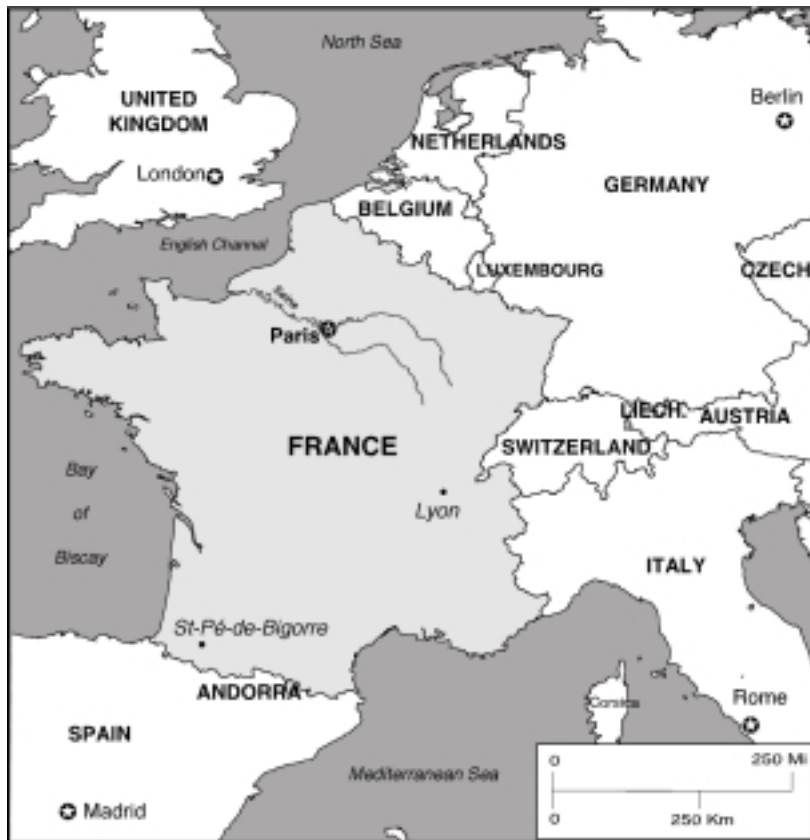 North Sea
UNITED
KINGDOM
Berlin
NETHERLANDS
London
GERMANY
BELGIUM
English Channel
LUXEMBOURG
CZECH
Seine
Paris
LIECH.
AUSTRIA
FRANCE
SWITZERLAND
Bay
of
Biscay
Lyon
ITALY
St-Pé-de-Bigorre
ANDORRA
Corsica
Rome
SPAIN
Mediterranean Sea
Madrid
0 250 Mi
0 250 Km